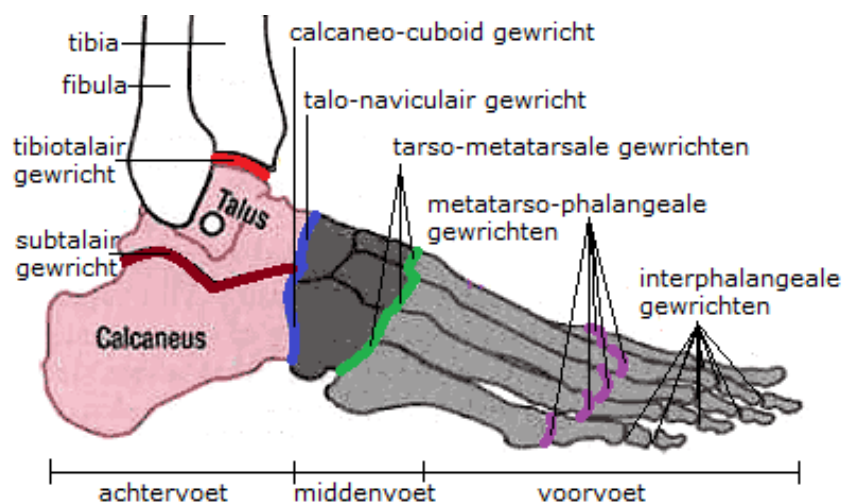 tibia
fibula
tibiotalair
gewricht
subtalair
gewricht
calcaneo-cuboid gewricht
talo-naviculair gewricht
tarso-metatarsale gewrichten
metatarso-phalangeale
gewrichten
interphalangeale
gewrichten
Talus
Calcaneus
achtervoet
middenvoet
voorvoet